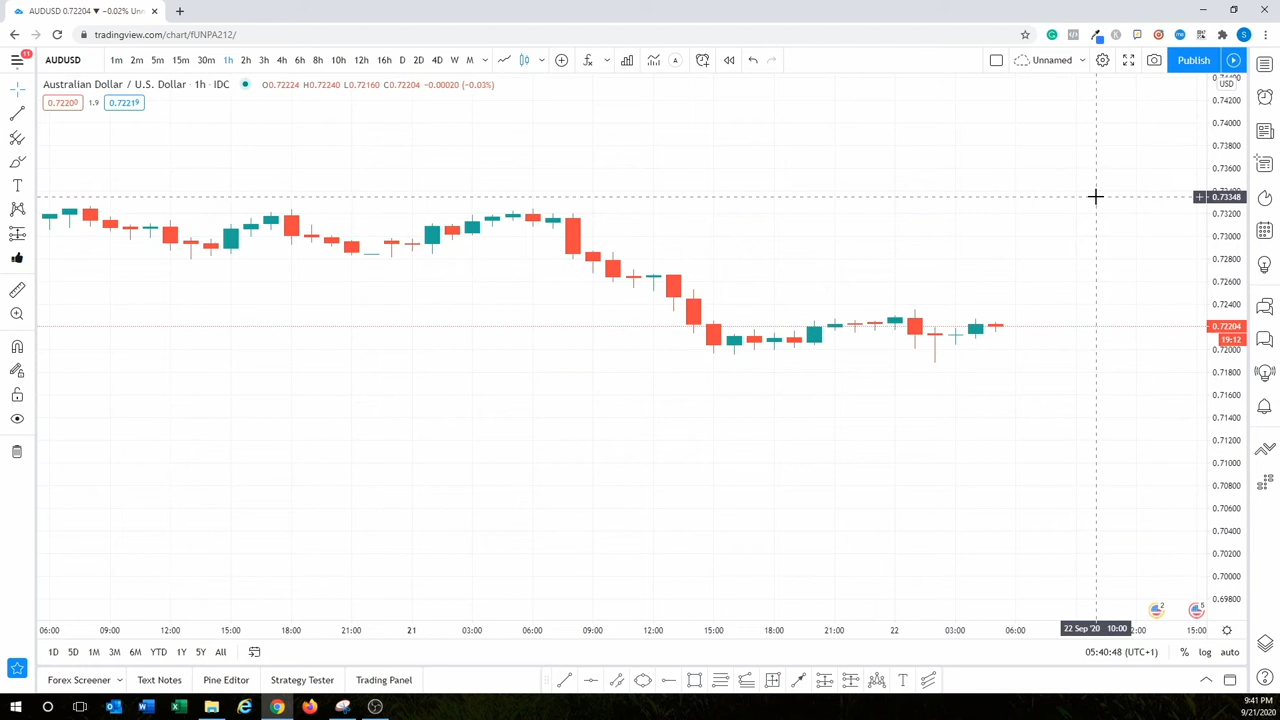 AUDUSD 0.72204 ▼ −0.02% Unn
tradingview.com/chart/fUNPA212/
11
AUDUSD
1m 2m 5m 15m 30m 1h 2h 3h 4h 6h 8h 10h 12h 16h D 2D 4D W M
Unnamed
Publish
Australian Dollar / U.S. Dollar · 1h · IDC
O0.72224 H0.72240 L0.72160 C0.72204 −0.00020 (−0.03%)
0.72200 1.9 0.72219
USD
0.74200
0.74000
0.73800
0.73600
0.73348
0.73200
0.73000
0.72800
0.72600
0.72400
0.72204
19:12
0.72000
0.71800
0.71600
0.71400
0.71200
0.71000
0.70800
0.70600
0.70400
0.70200
0.70000
0.69800
2
06:00 09:00 12:00 15:00 18:00 21:00 21 03:00 06:00 09:00 12:00 15:00 18:00 21:00 22 03:00 06:00 22 Sep '20 10:00 2:00 15:00
1D 5D 1M 3M 6M YTD 1Y 5Y All
05:40:48 (UTC+1) % log auto
Forex Screener Text Notes Pine Editor Strategy Tester Trading Panel
9:41 PM
9/21/2020